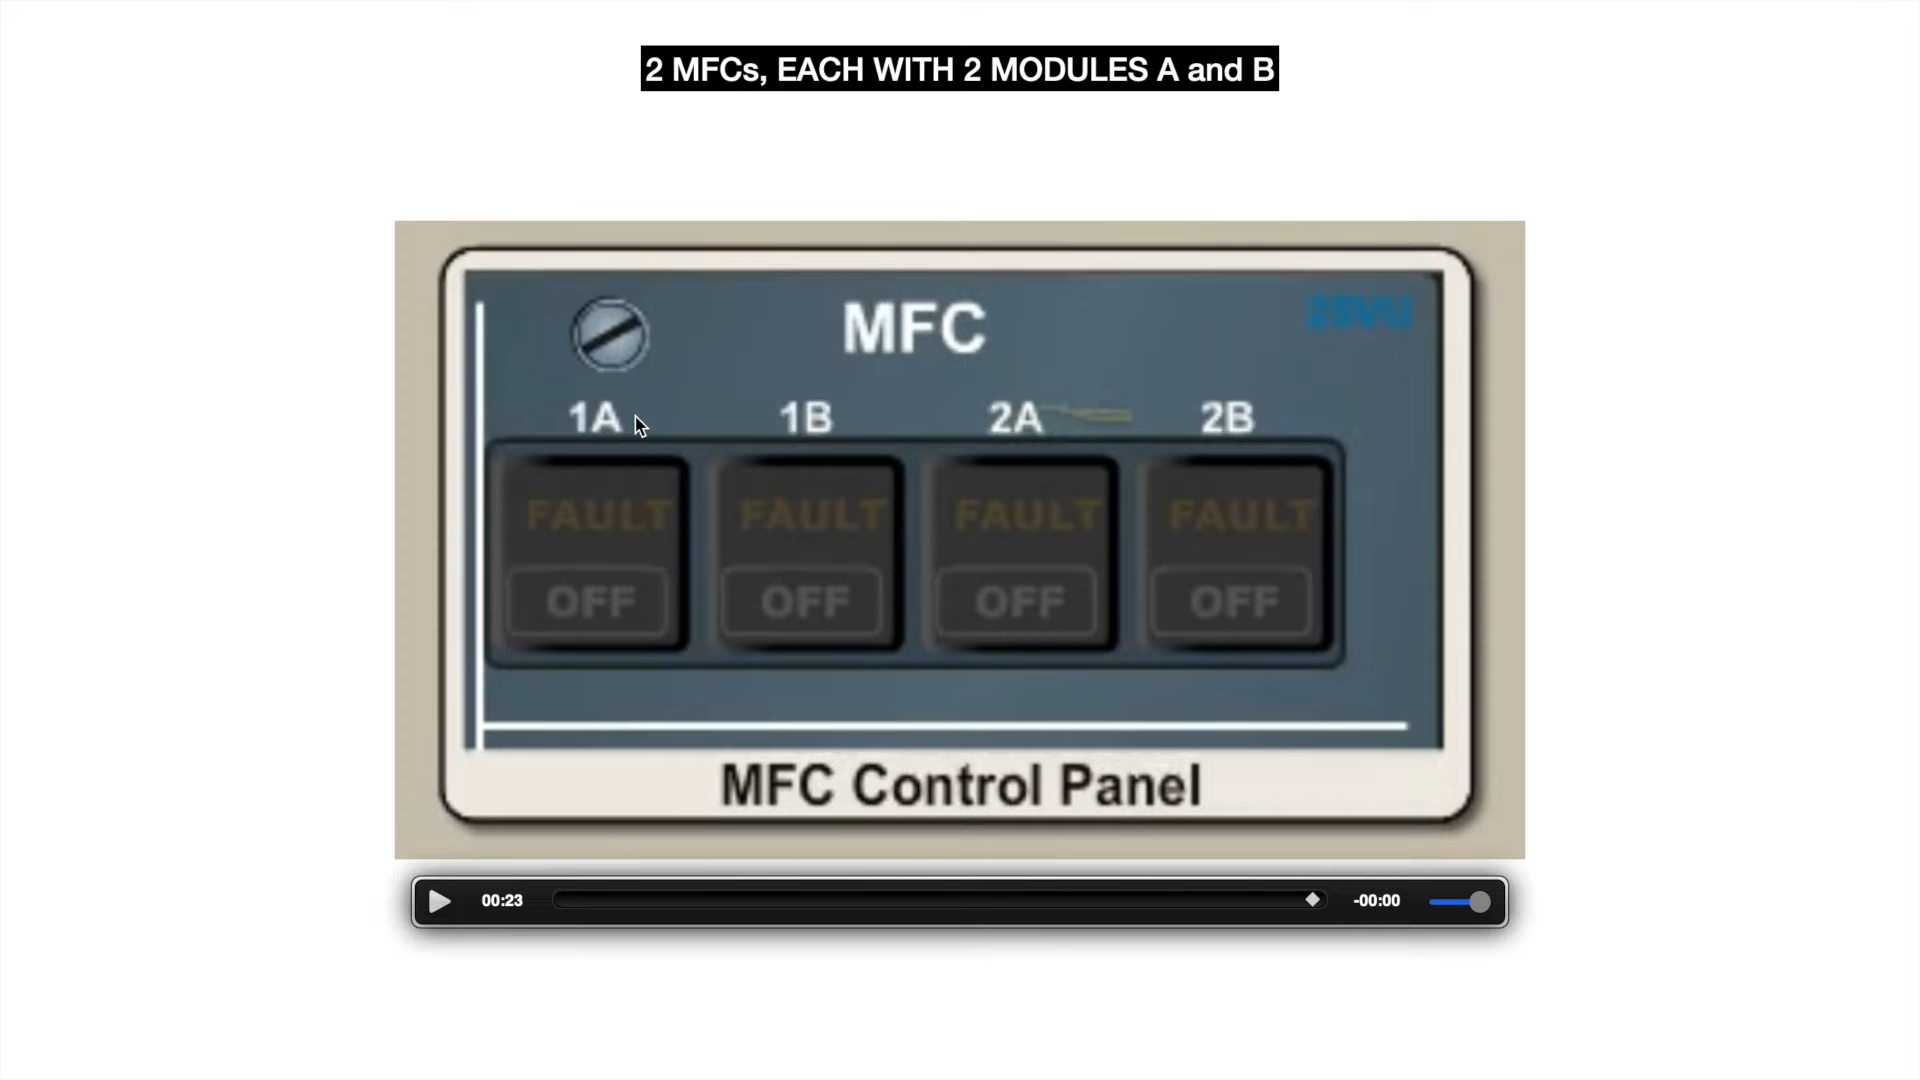 2 MFCs, EACH WITH 2 MODULES A and B
MFC
25VU
1A 1B 2A 2B
FAULT FAULT FAULT FAULT
OFF OFF OFF OFF
MFC Control Panel
00:23 -00:00